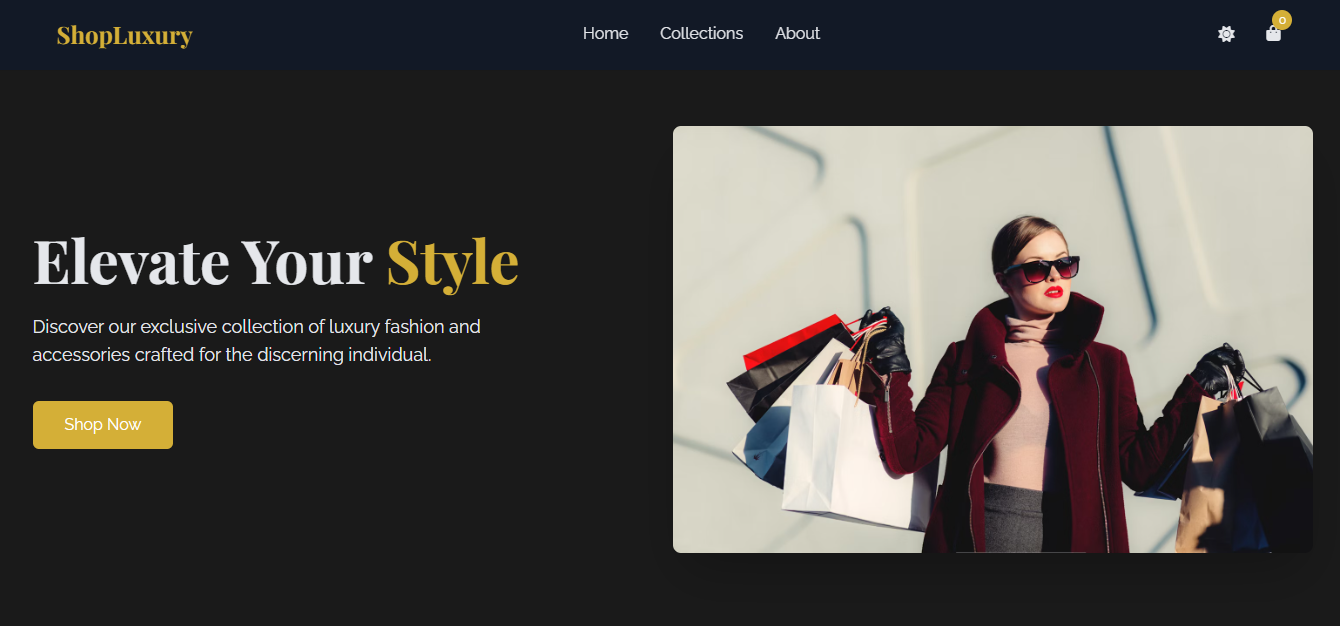 ShopLuxury
Home Collections About
0
Elevate Your Style
Discover our exclusive collection of luxury fashion and
accessories crafted for the discerning individual.
Shop Now